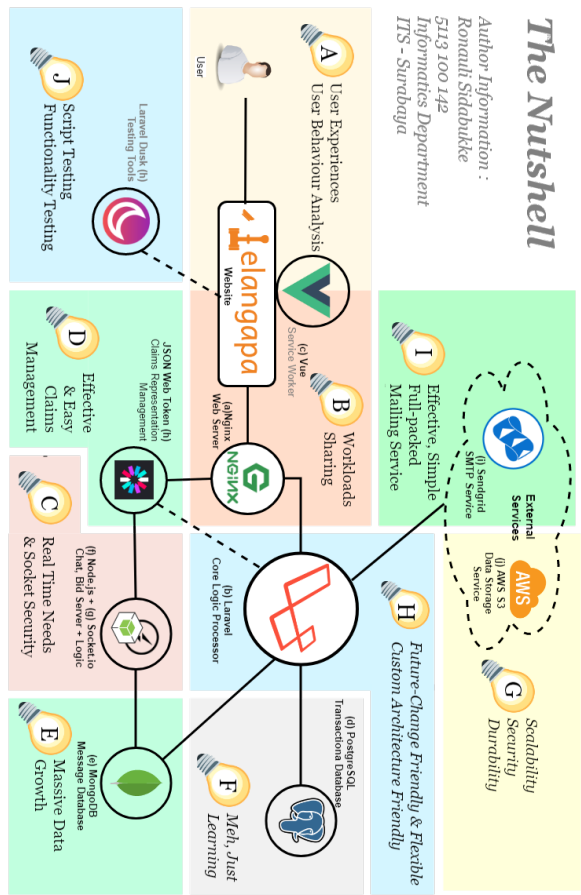 The Nutshell
Author Information :
Ronauli Sidabukke
5113 100 142
Informatics Department
ITS - Surabaya
A
User Experiences
User Behaviour Analysis
User
J
Script Testing
Functionality Testing
Laravel Dusk (h)
Testing Tools
Telangapa
Website
(c) Vue
Service Worker
B
Workloads
Sharing
(a)Nginx
Web Server
NGINX
D
Effective
& Easy
Claims
Management
JSON Web Token (h)
Claims Representation
Management
I
Effective, Simple
Full-packed
Mailing Service
External
Services
(i) Sendgrid
SMTP Service
AWS
(j) AWS S3
Data Storage
Service
G
Scalability
Security
Durability
H
Future-Change Friendly & Flexible
Custom Architecture Friendly
(b) Laravel
Core Logic Processor
C
Real Time Needs
& Socket Security
(f) Node.js + (g) Socket.io
Chat, Bid Server + Logic
E
Massive Data
Growth
(e) MongoDB
Message Database
F
Meh, Just
Learning
(d) PostgreSQL
Transactiona Database